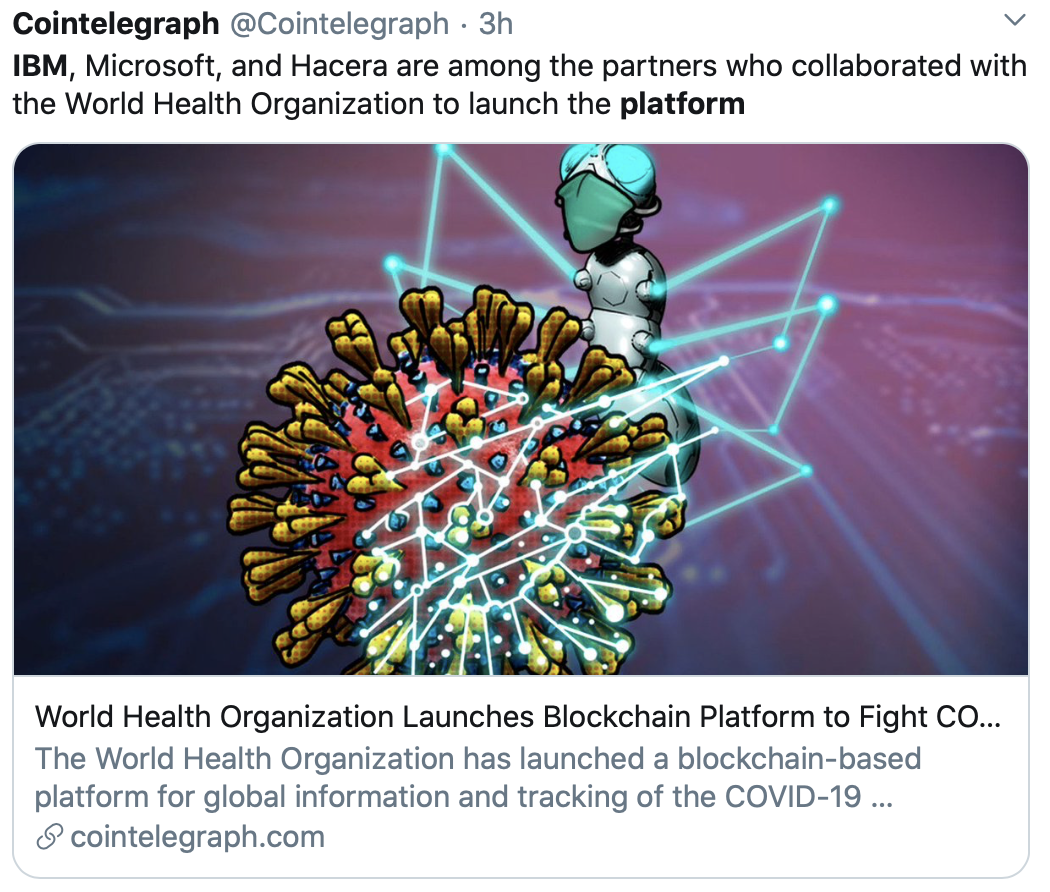 Cointelegraph @Cointelegraph · 3h
IBM, Microsoft, and Hacera are among the partners who collaborated with
the World Health Organization to launch the platform
World Health Organization Launches Blockchain Platform to Fight CO...
The World Health Organization has launched a blockchain-based
platform for global information and tracking of the COVID-19 ...
cointelegraph.com